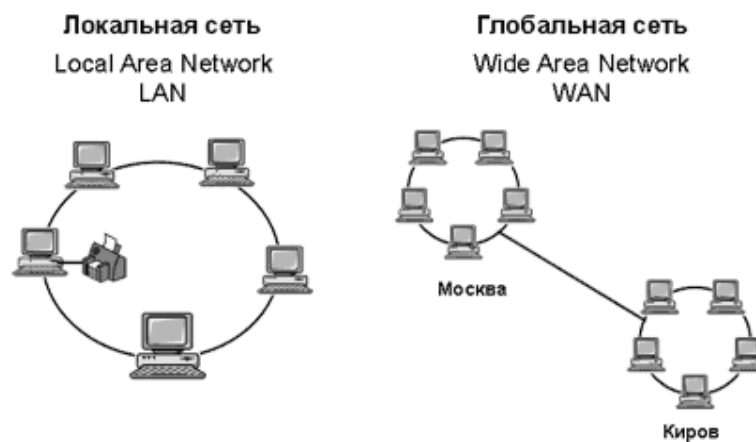 Локальная сеть
Local Area Network
LAN
Глобальная сеть
Wide Area Network
WAN
Москва
Киров